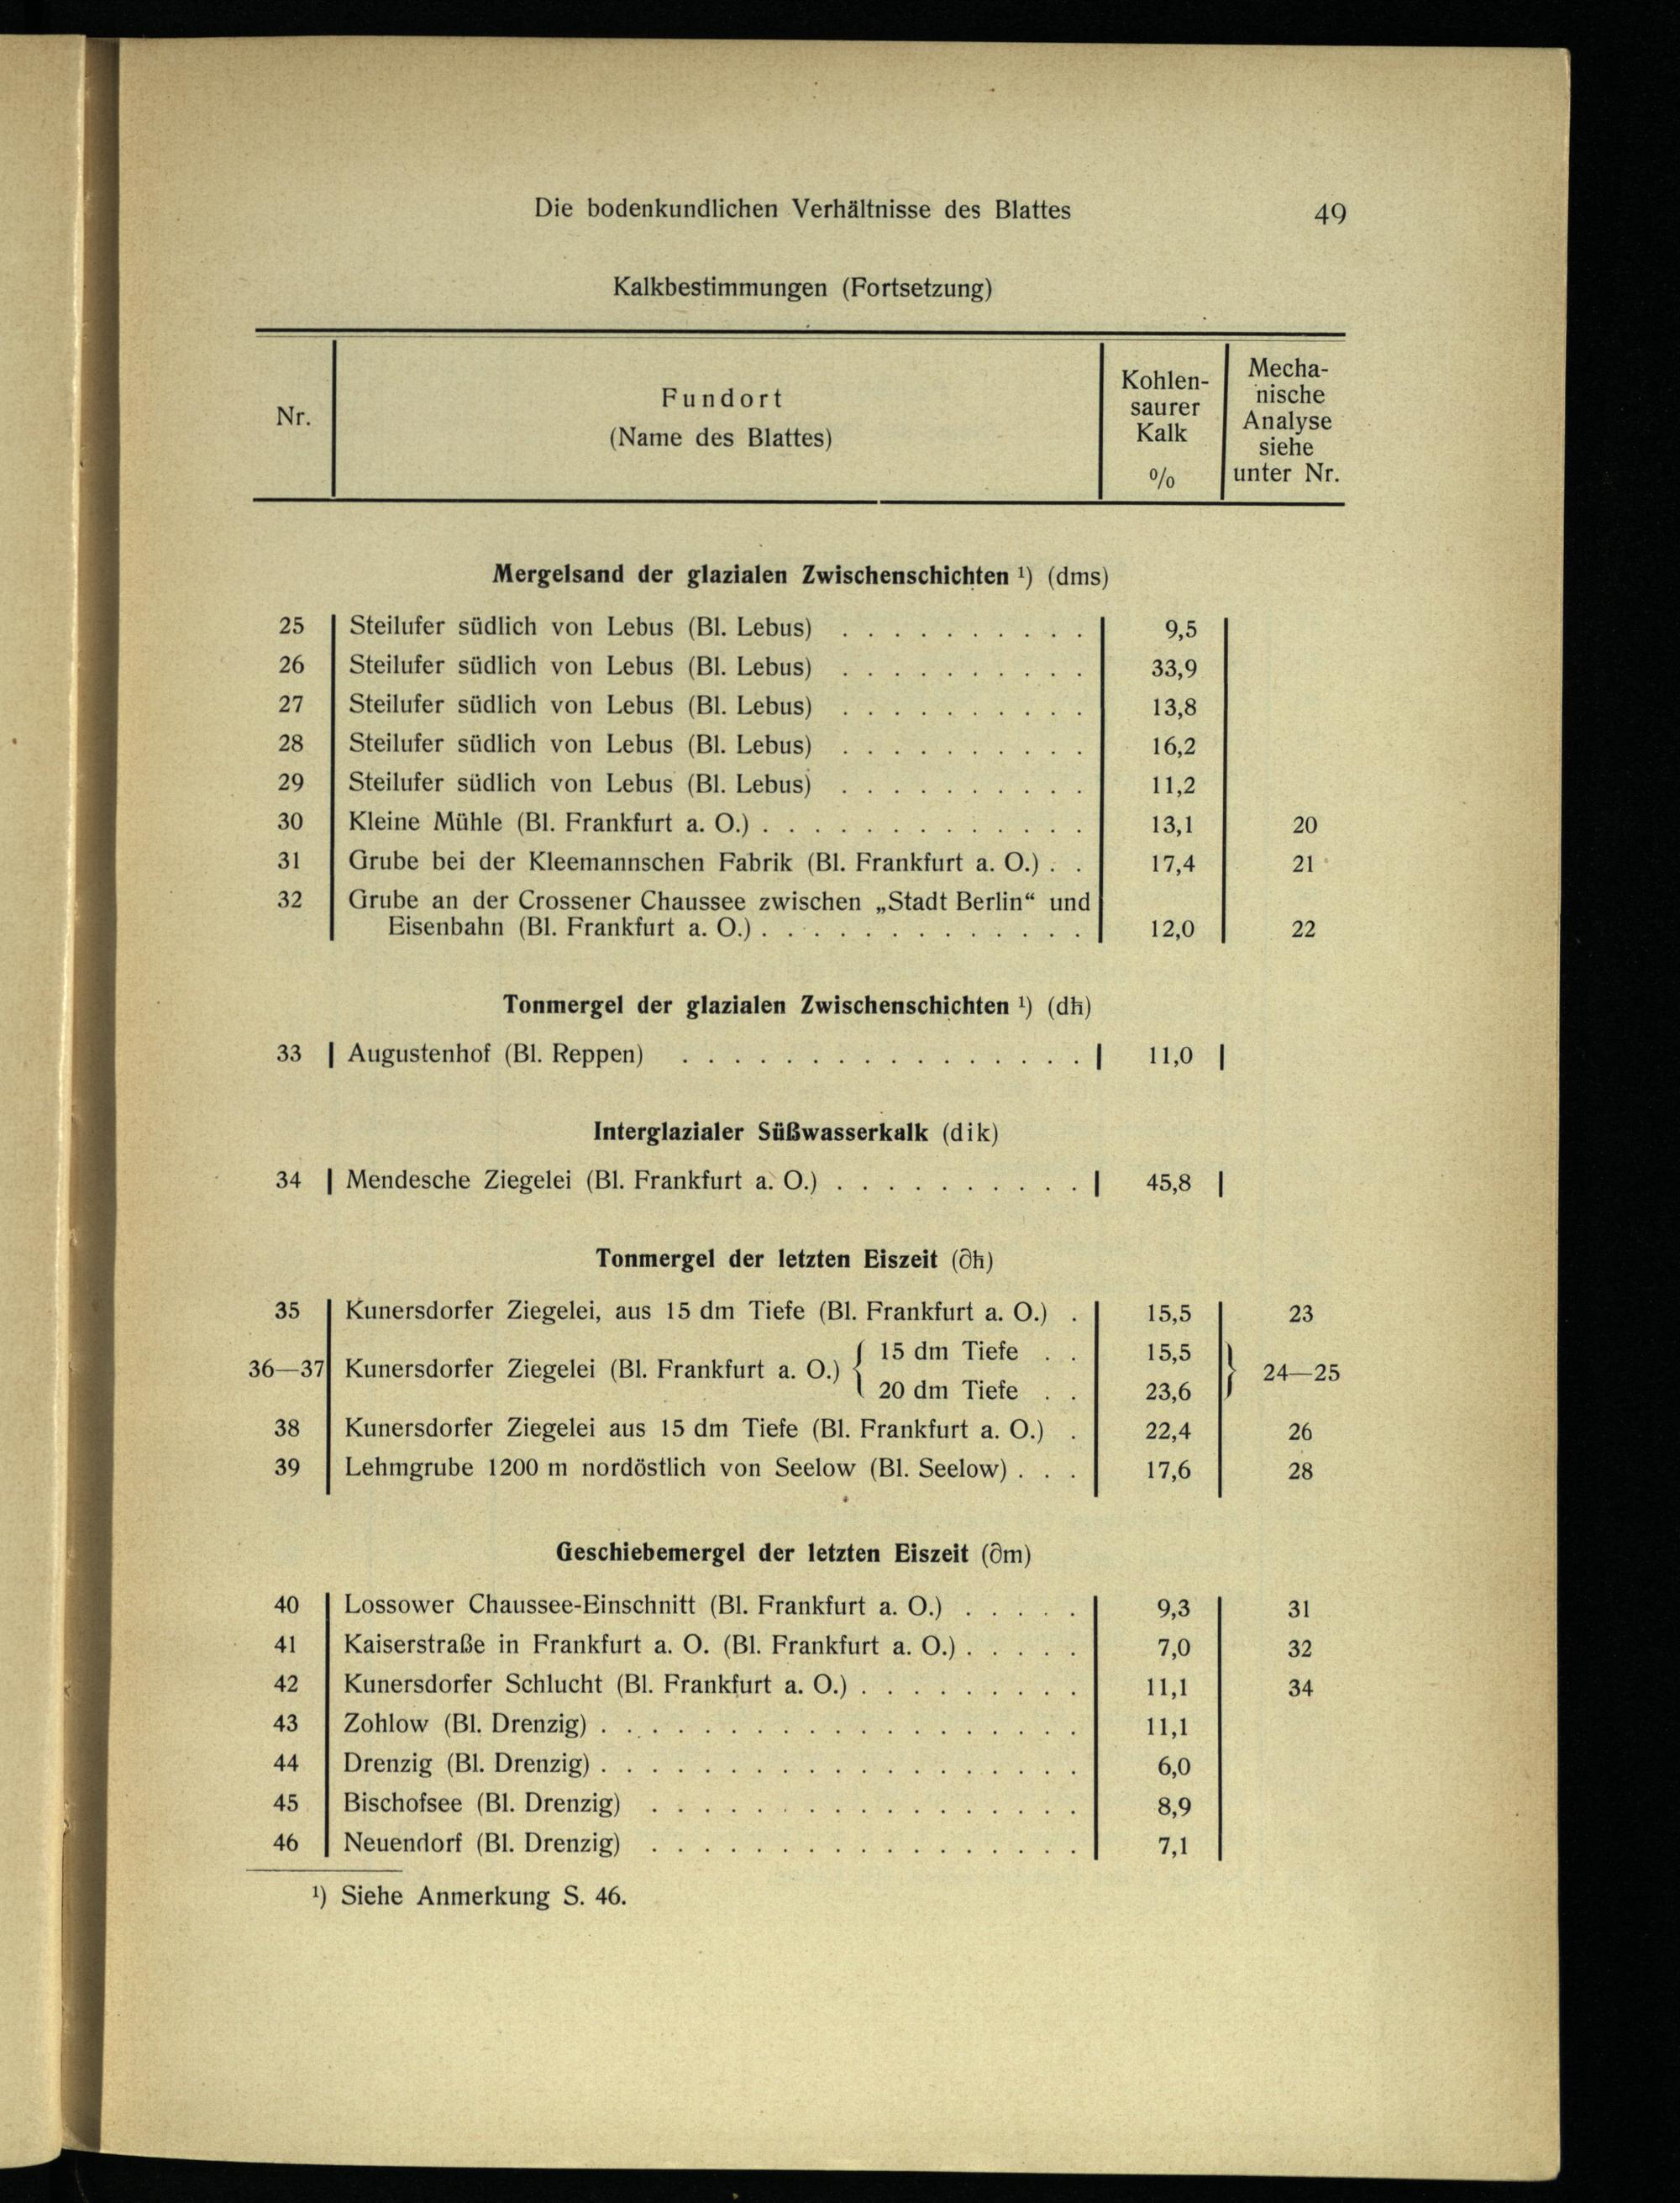 Die bodenkundlichen Verhältnisse des Blattes 49
Kalkbestimmungen (Fortsetzung)
Nr.
Fundort
(Name des Blattes)
Kohlen-
saurer
Kalk
%
Mecha-
nische
Analyse
siehe
unter Nr.
Mergelsand der glazialen Zwischenschichten ¹) (dms)
25 Steilufer südlich von Lebus (Bl. Lebus) . . . . . . . . . . 9,5
26 Steilufer südlich von Lebus (Bl. Lebus) . . . . . . . . . . 33,9
27 Steilufer südlich von Lebus (Bl. Lebus) . . . . . . . . . . 13,8
28 Steilufer südlich von Lebus (Bl. Lebus) . . . . . . . . . . 16,2
29 Steilufer südlich von Lebus (Bl. Lebus) . . . . . . . . . . 11,2
30 Kleine Mühle (Bl. Frankfurt a. O.) . . . . . . . . . . . . . 13,1 20
31 Grube bei der Kleemannschen Fabrik (Bl. Frankfurt a. O.) . . 17,4 21
32 Grube an der Crossener Chaussee zwischen „Stadt Berlin“ und
Eisenbahn (Bl. Frankfurt a. O.) . . . . . . . . . . . . . 12,0 22
Tonmergel der glazialen Zwischenschichten ¹) (dħ)
33 Augustenhof (Bl. Reppen) . . . . . . . . . . . . . . . . 11,0
Interglazialer Süßwasserkalk (dik)
34 Mendesche Ziegelei (Bl. Frankfurt a. O.) . . . . . . . . . . 45,8
Tonmergel der letzten Eiszeit (∂ħ)
35 Kunersdorfer Ziegelei, aus 15 dm Tiefe (Bl. Frankfurt a. O.) . 15,5 23
36—37 Kunersdorfer Ziegelei (Bl. Frankfurt a. O.) { 15 dm Tiefe . . 15,5 } 24—25
20 dm Tiefe . . 23,6
38 Kunersdorfer Ziegelei aus 15 dm Tiefe (Bl. Frankfurt a. O.) . 22,4 26
39 Lehmgrube 1200 m nordöstlich von Seelow (Bl. Seelow) . . . 17,6 28
Geschiebemergel der letzten Eiszeit (∂m)
40 Lossower Chaussee-Einschnitt (Bl. Frankfurt a. O.) . . . . . 9,3 31
41 Kaiserstraße in Frankfurt a. O. (Bl. Frankfurt a. O.) . . . . . 7,0 32
42 Kunersdorfer Schlucht (Bl. Frankfurt a. O.) . . . . . . . . . 11,1 34
43 Zohlow (Bl. Drenzig) . . . . . . . . . . . . . . . . . . . 11,1
44 Drenzig (Bl. Drenzig) . . . . . . . . . . . . . . . . . . . 6,0
45 Bischofsee (Bl. Drenzig) . . . . . . . . . . . . . . . . . 8,9
46 Neuendorf (Bl. Drenzig) . . . . . . . . . . . . . . . . . 7,1
¹) Siehe Anmerkung S. 46.